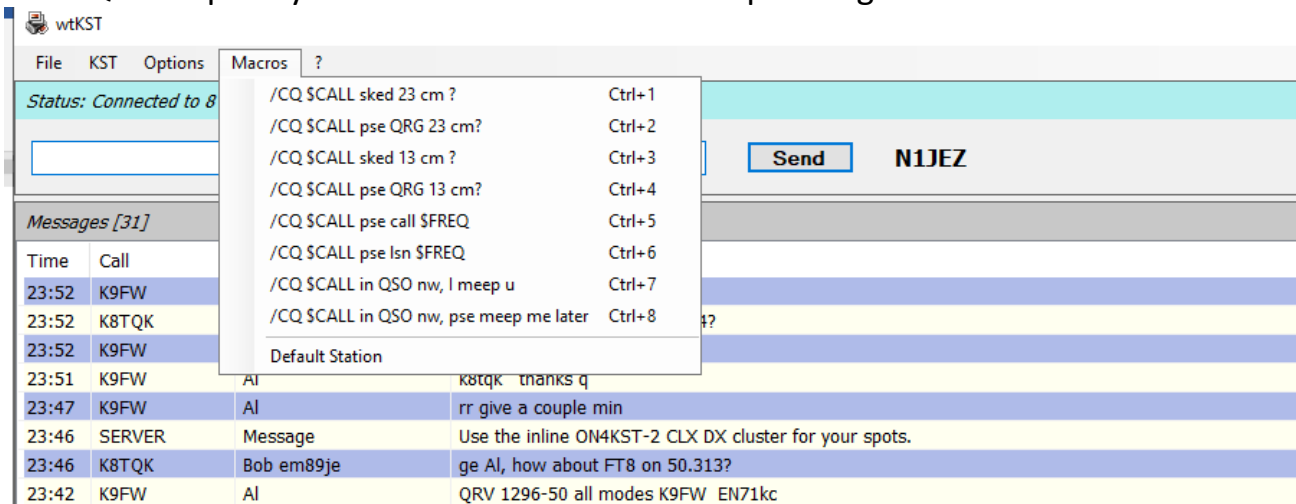 wtKST
File KST Options Macros ?
Status: Connected to 8
/CQ $CALL sked 23 cm ? Ctrl+1
/CQ $CALL pse QRG 23 cm? Ctrl+2
/CQ $CALL sked 13 cm ? Ctrl+3
Send N1JEZ
/CQ $CALL pse QRG 13 cm? Ctrl+4
/CQ $CALL pse call $FREQ Ctrl+5
/CQ $CALL pse lsn $FREQ Ctrl+6
/CQ $CALL in QSO nw, I meep u Ctrl+7
/CQ $CALL in QSO nw, pse meep me later Ctrl+8
Default Station
Messages [31]
Time Call
23:52 K9FW
23:52 K8TQK 4?
23:52 K9FW
23:51 K9FW Al k8tqk thanks q
23:47 K9FW Al rr give a couple min
23:46 SERVER Message Use the inline ON4KST-2 CLX DX cluster for your spots.
23:46 K8TQK Bob em89je ge Al, how about FT8 on 50.313?
23:42 K9FW Al QRV 1296-50 all modes K9FW EN71kc